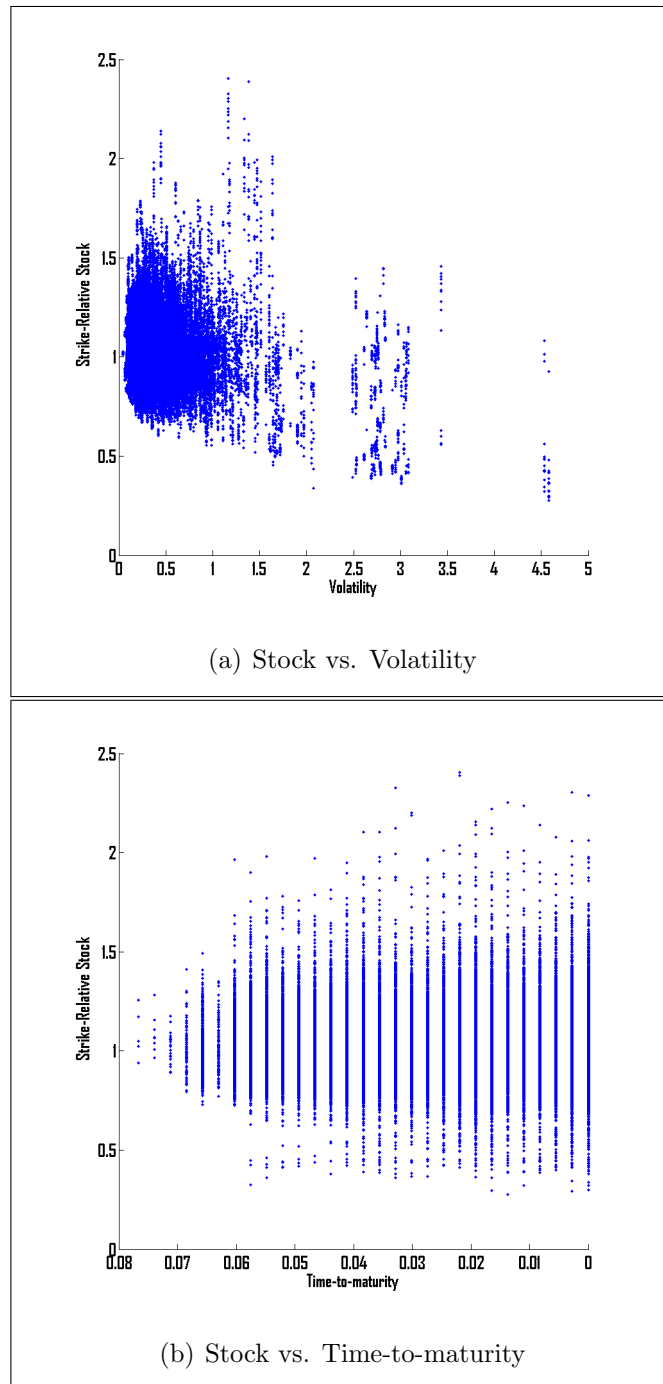 2.5
2
1.5
1
0.5
0
Strike-Relative Stock
0 0.5 1 1.5 2 2.5 3 3.5 4 4.5 5
Volatility
(a) Stock vs. Volatility
2.5
2
1.5
1
0.5
0
Strike-Relative Stock
0.08 0.07 0.06 0.05 0.04 0.03 0.02 0.01 0
Time-to-maturity
(b) Stock vs. Time-to-maturity